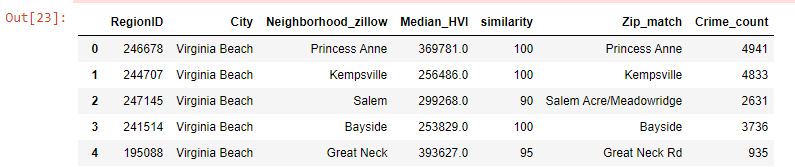 Out[23]:
RegionID City Neighborhood_zillow Median_HVI similarity Zip_match Crime_count
0 246678 Virginia Beach Princess Anne 369781.0 100 Princess Anne 4941
1 244707 Virginia Beach Kempsville 256486.0 100 Kempsville 4833
2 247145 Virginia Beach Salem 299268.0 90 Salem Acre/Meadowridge 2631
3 241514 Virginia Beach Bayside 253829.0 100 Bayside 3736
4 195088 Virginia Beach Great Neck 393627.0 95 Great Neck Rd 935